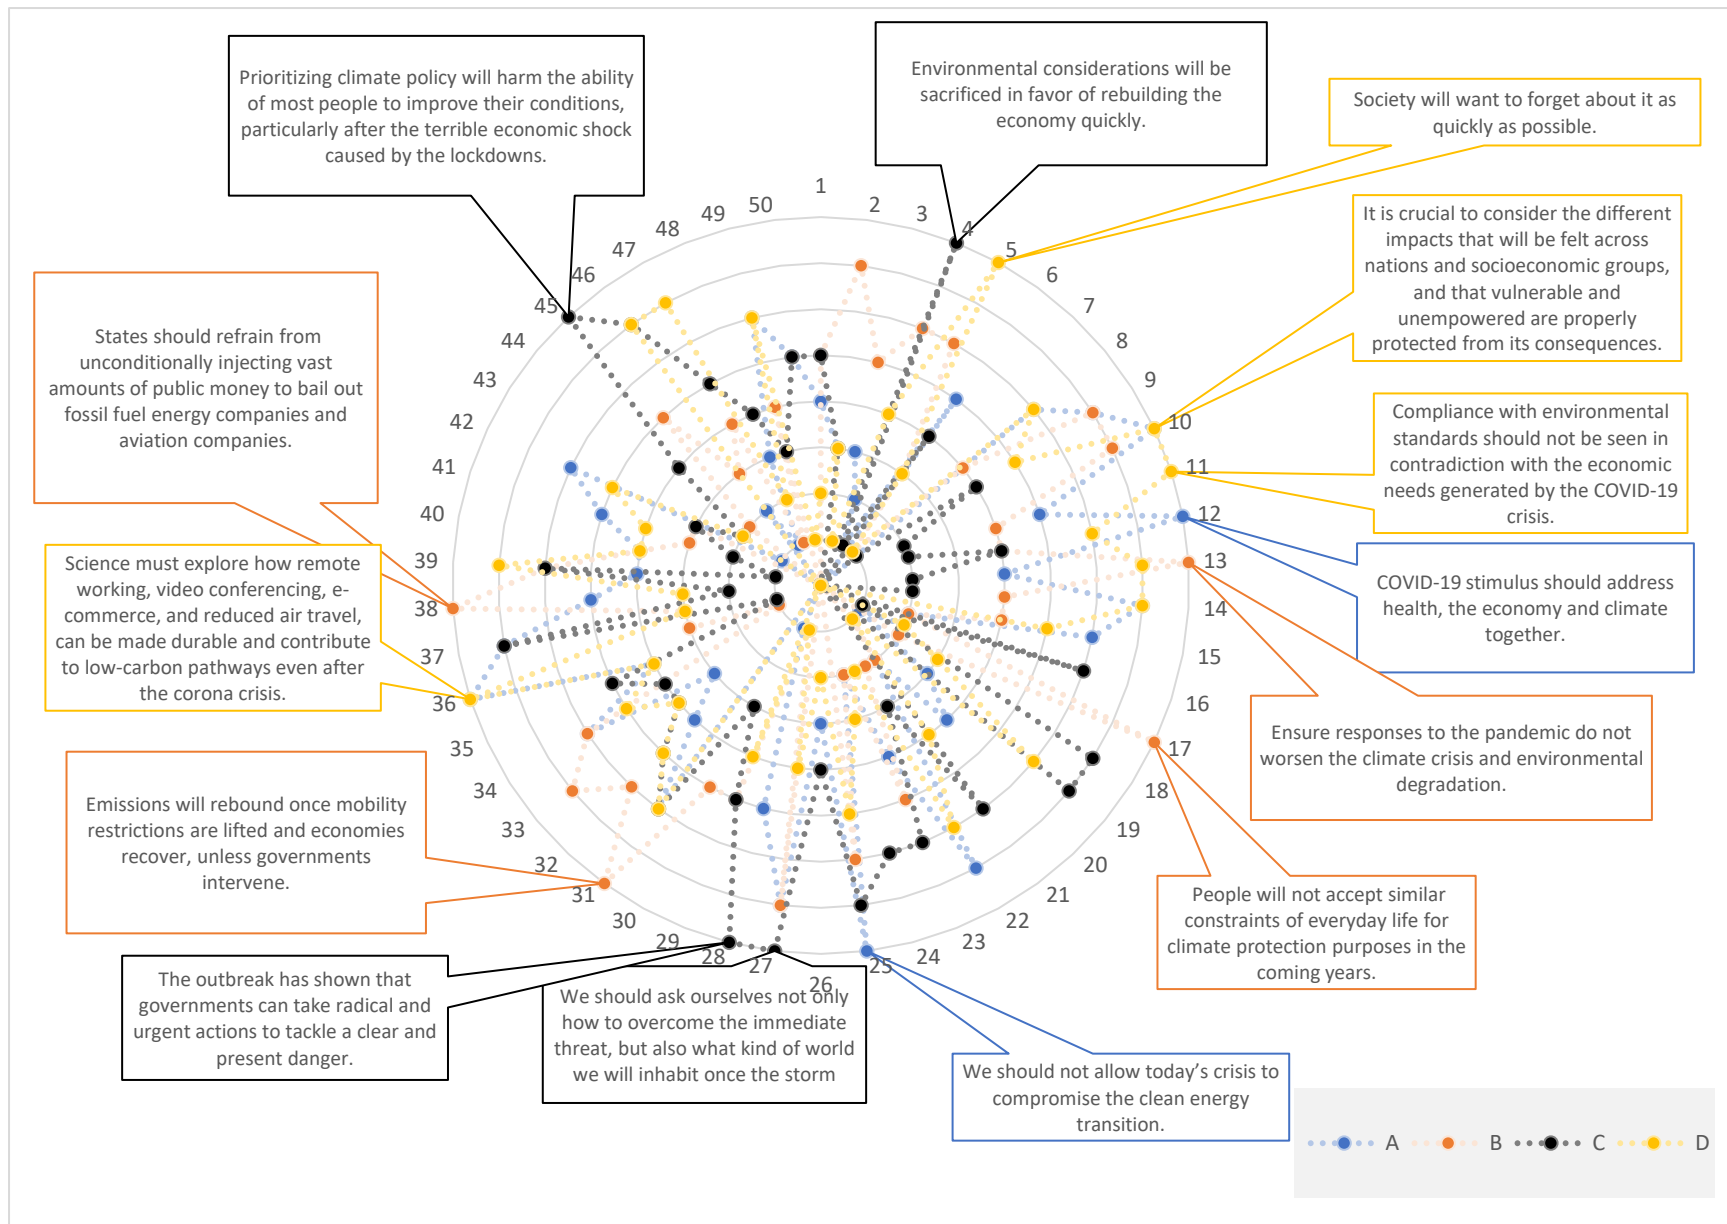 Prioritizing climate policy will harm the ability
of most people to improve their conditions,
particularly after the terrible economic shock
caused by the lockdowns.
Environmental considerations will be
sacrificed in favor of rebuilding the
economy quickly.
Society will want to forget about it as
quickly as possible.
It is crucial to consider the different
impacts that will be felt across
nations and socioeconomic groups,
and that vulnerable and
unempowered are properly
protected from its consequences.
Compliance with environmental
standards should not be seen in
contradiction with the economic
needs generated by the COVID-19
crisis.
COVID-19 stimulus should address
health, the economy and climate
together.
Ensure responses to the pandemic do not
worsen the climate crisis and environmental
degradation.
People will not accept similar
constraints of everyday life for
climate protection purposes in the
coming years.
We should not allow today's crisis to
compromise the clean energy
transition.
We should ask ourselves not only
how to overcome the immediate
threat, but also what kind of world
we will inhabit once the storm
The outbreak has shown that
governments can take radical and
urgent actions to tackle a clear and
present danger.
Emissions will rebound once mobility
restrictions are lifted and economies
recover, unless governments
intervene.
Science must explore how remote
working, video conferencing, e-
commerce, and reduced air travel,
can be made durable and contribute
to low-carbon pathways even after
the corona crisis.
States should refrain from
unconditionally injecting vast
amounts of public money to bail out
fossil fuel energy companies and
aviation companies.
1
2
3
4
5
6
7
8
9
10
11
12
13
14
15
16
17
18
19
20
21
22
23
24
25
26
27
28
29
30
31
32
33
34
35
36
37
38
39
40
41
42
43
44
45
46
47
48
49
50
A B C D